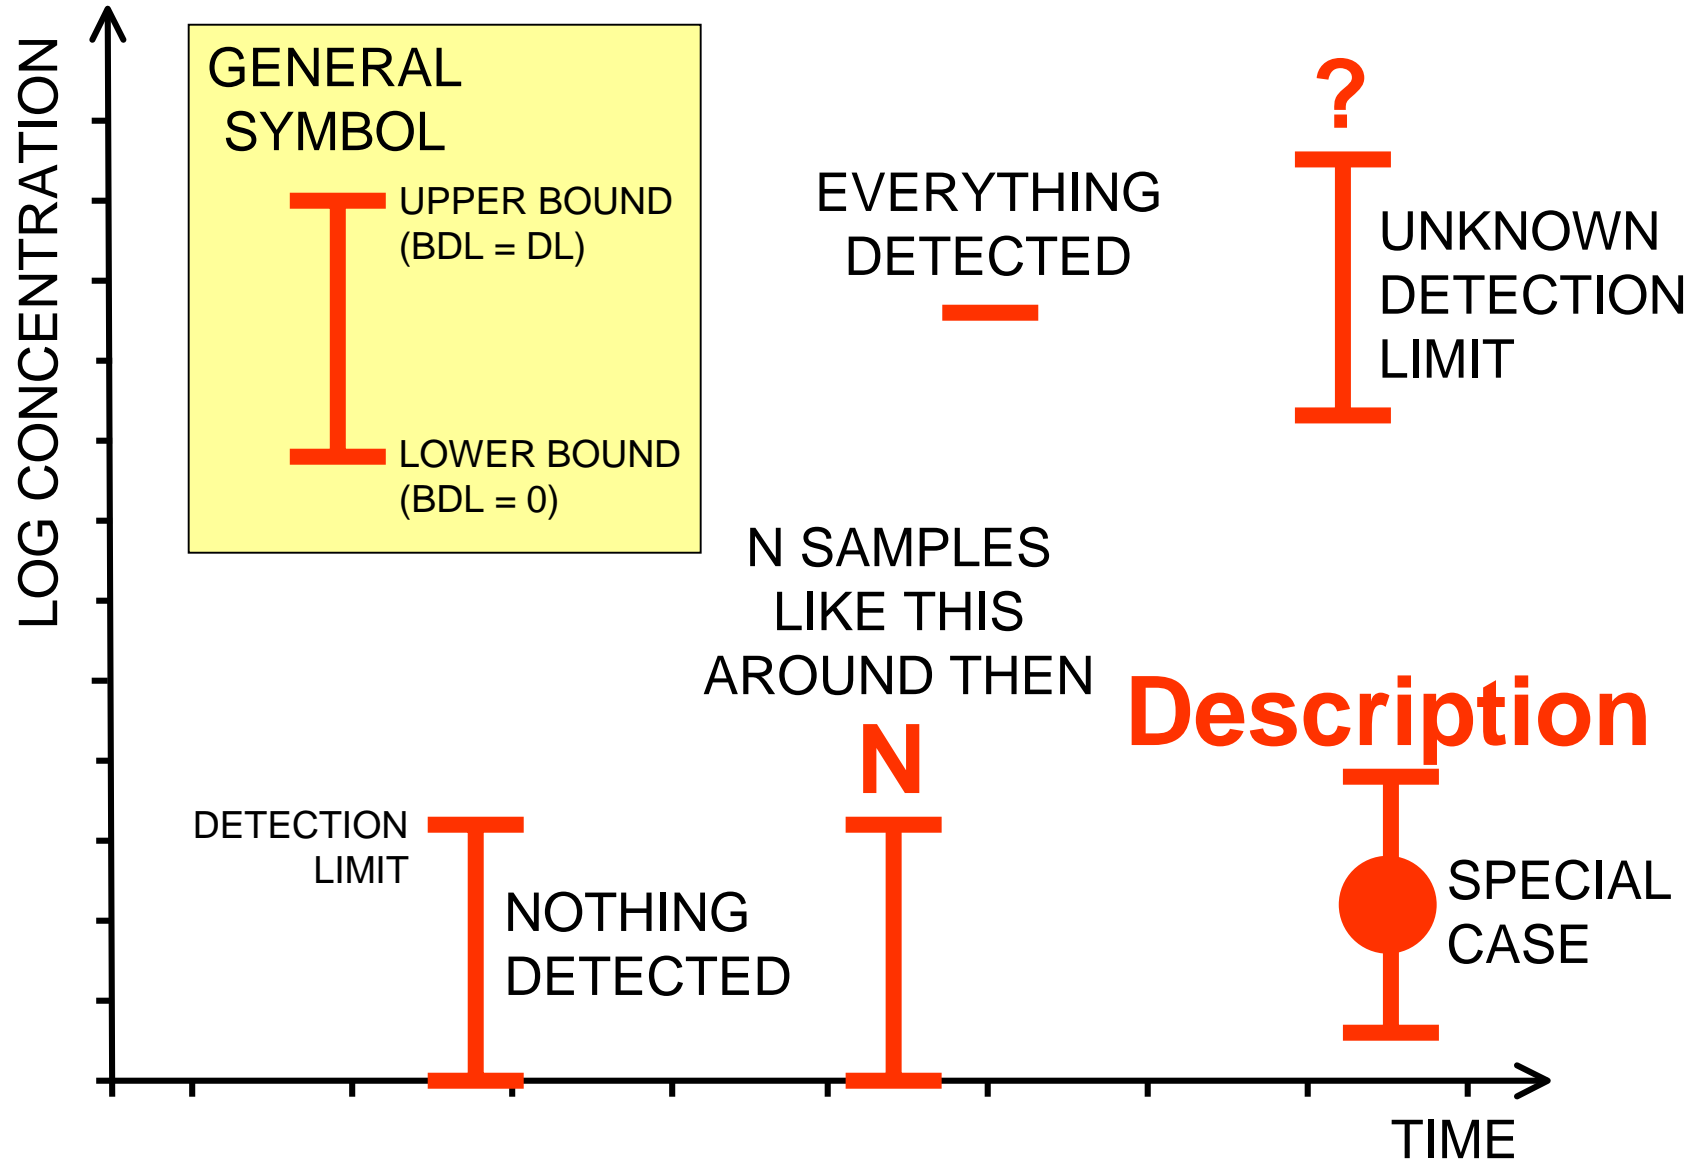 LOG CONCENTRATION
GENERAL
SYMBOL
UPPER BOUND
(BDL = DL)
LOWER BOUND
(BDL = 0)
EVERYTHING
DETECTED
?
UNKNOWN
DETECTION
LIMIT
N SAMPLES
LIKE THIS
AROUND THEN
N
Description
DETECTION
LIMIT
NOTHING
DETECTED
SPECIAL
CASE
TIME